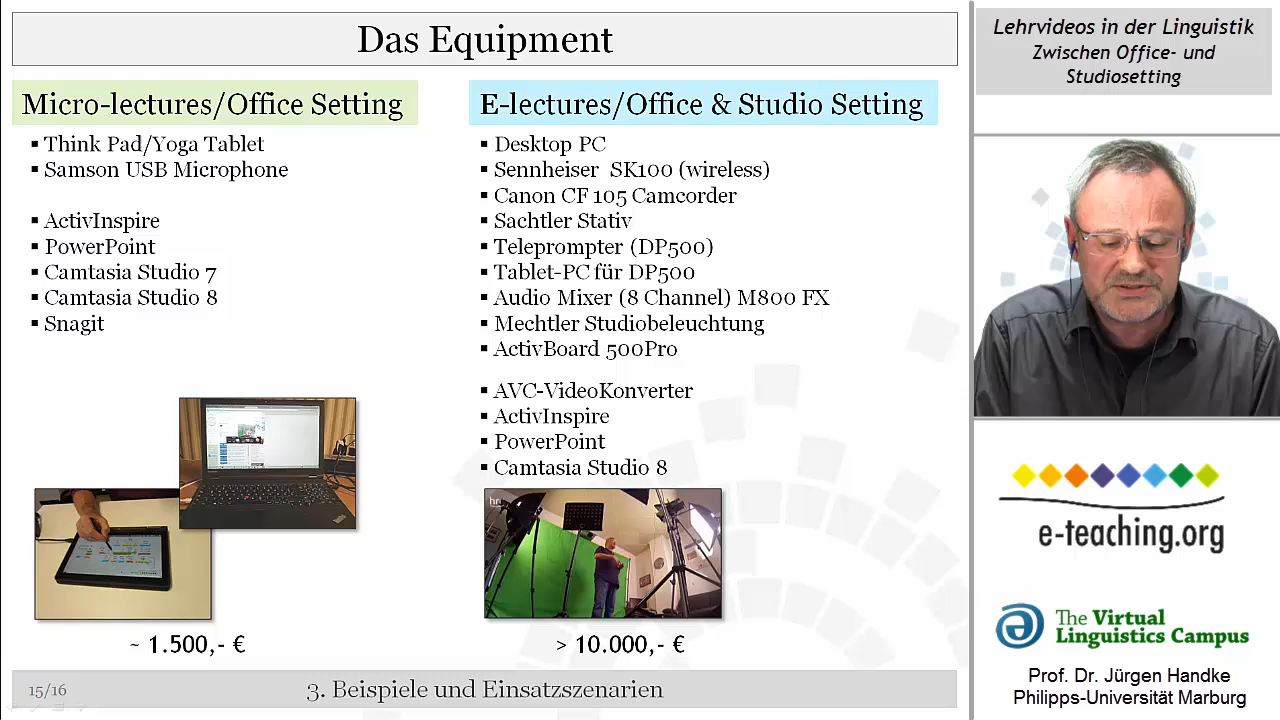 Das Equipment
Micro-lectures/Office Setting
Think Pad/Yoga Tablet
Samson USB Microphone
ActivInspire
PowerPoint
Camtasia Studio 7
Camtasia Studio 8
Snagit
~ 1.500,- €
E-lectures/Office & Studio Setting
Desktop PC
Sennheiser SK100 (wireless)
Canon CF 105 Camcorder
Sachtler Stativ
Teleprompter (DP500)
Tablet-PC für DP500
Audio Mixer (8 Channel) M800 FX
Mechtler Studiobeleuchtung
ActivBoard 500Pro
AVC-VideoKonverter
ActivInspire
PowerPoint
Camtasia Studio 8
hr
> 10.000,- €
15/16
3. Beispiele und Einsatzszenarien
Lehrvideos in der Linguistik
Zwischen Office- und
Studiosetting
e-teaching.org
The Virtual
Linguistics Campus
Prof. Dr. Jürgen Handke
Philipps-Universität Marburg